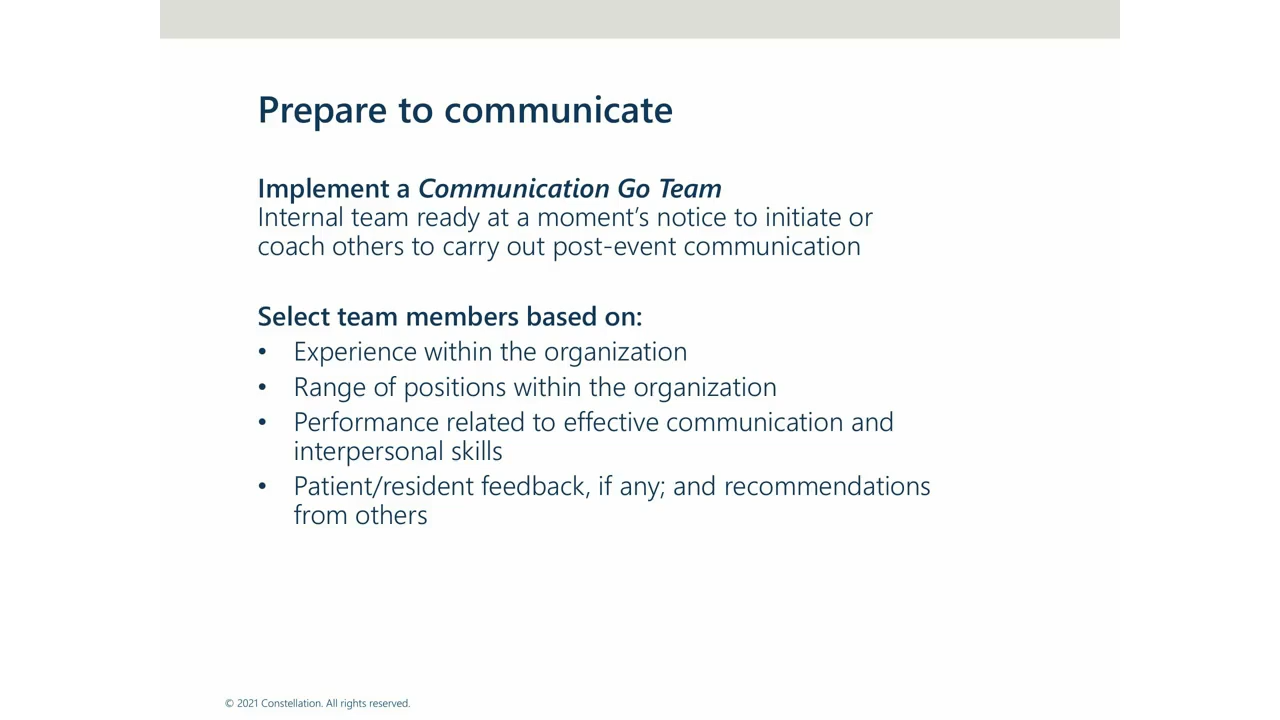 Prepare to communicate
Implement a Communication Go Team
Internal team ready at a moment’s notice to initiate or
coach others to carry out post-event communication
Select team members based on:
• Experience within the organization
• Range of positions within the organization
• Performance related to effective communication and
interpersonal skills
• Patient/resident feedback, if any; and recommendations
from others
© 2021 Constellation. All rights reserved.